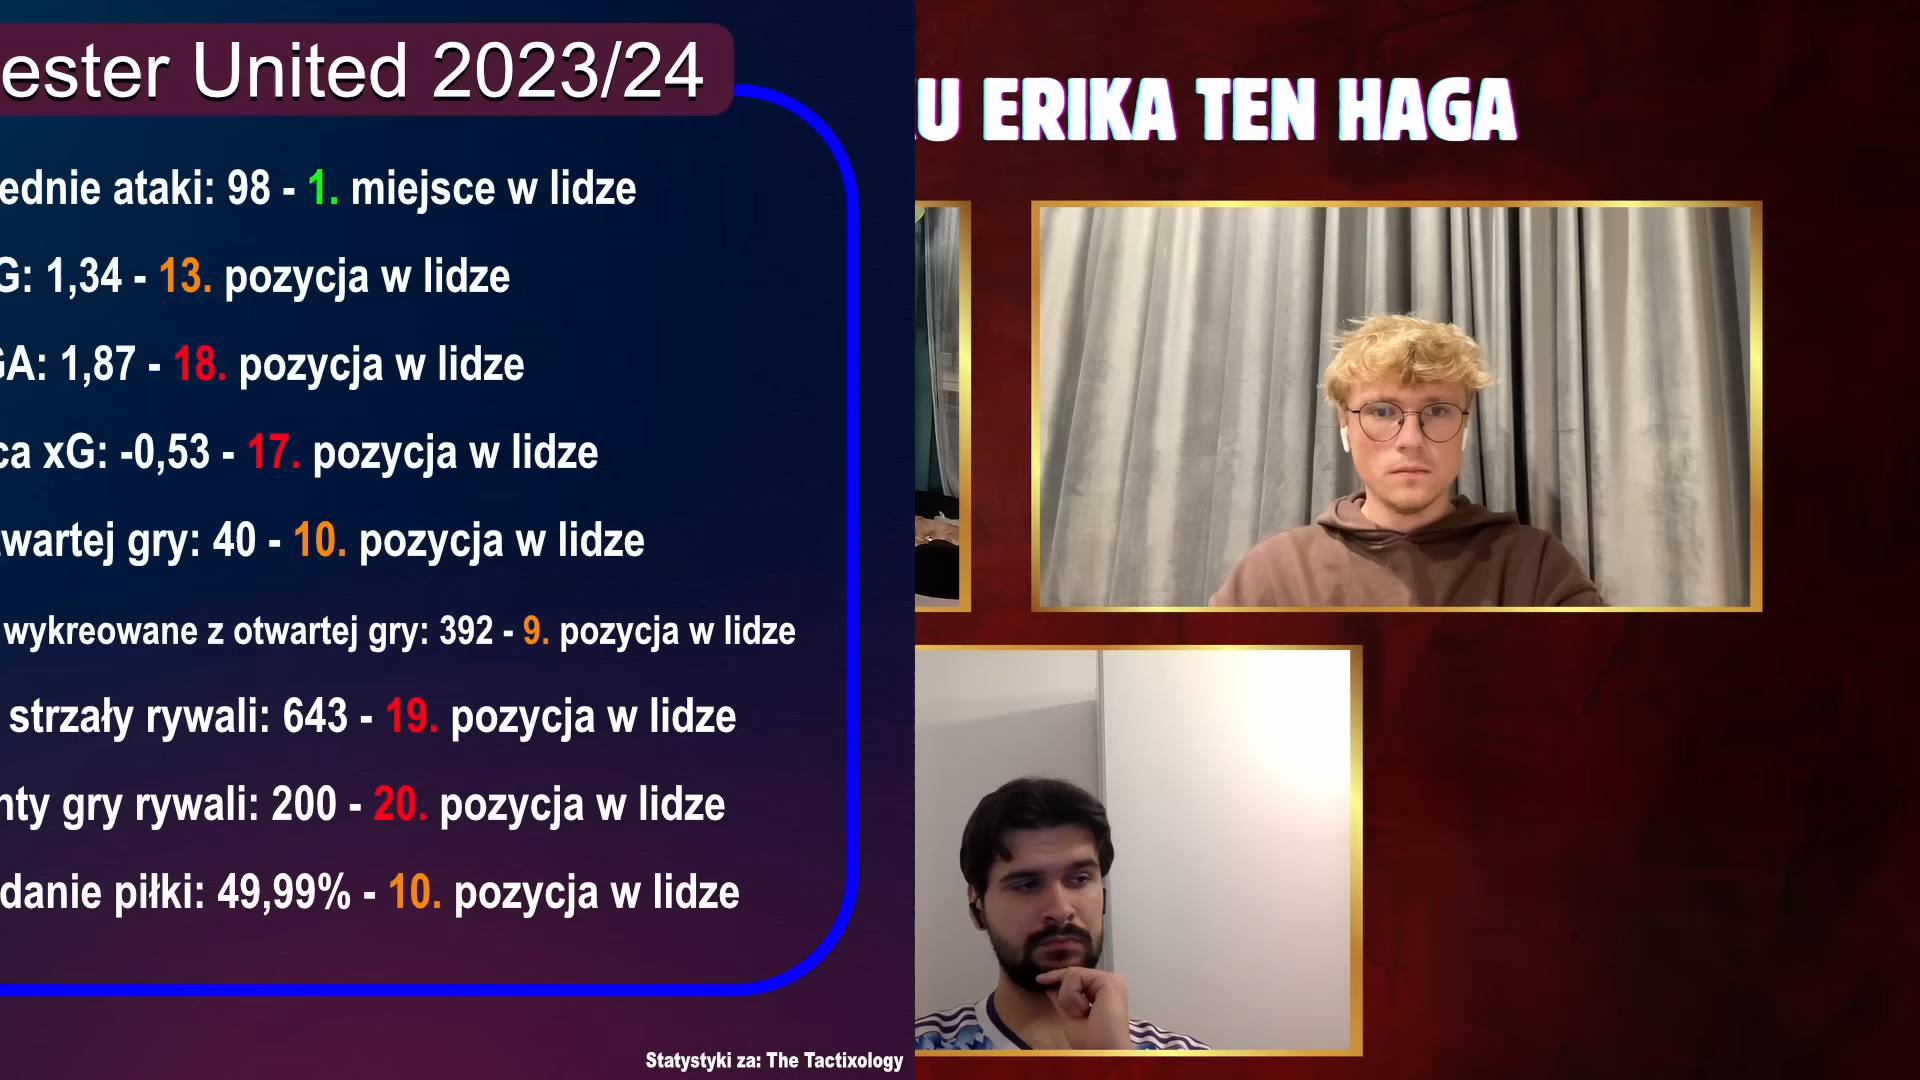 ester United 2023/24
U ERIKA TEN HAGA
ednie ataki: 98 - 1. miejsce w lidze
G: 1,34 - 13. pozycja w lidze
GA: 1,87 - 18. pozycja w lidze
ca xG: -0,53 - 17. pozycja w lidze
twartej gry: 40 - 10. pozycja w lidze
wykreowane z otwartej gry: 392 - 9. pozycja w lidze
strzały rywali: 643 - 19. pozycja w lidze
nty gry rywali: 200 - 20. pozycja w lidze
danie piłki: 49,99% - 10. pozycja w lidze
Statystyki za: The Tactixology